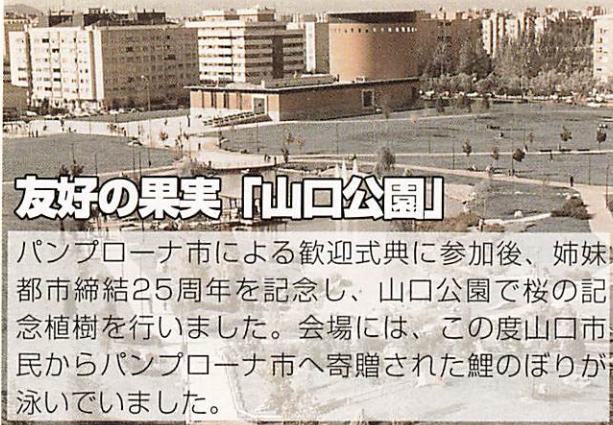 友好の果実「山口公園」
パンプローナ市による歓迎式典に参加後、姉妹
都市締結25周年を記念し、山口公園で桜の記
念植樹を行いました。会場には、この度山口市
民からパンプローナ市へ寄贈された鯉のぼりが
泳いでいました。